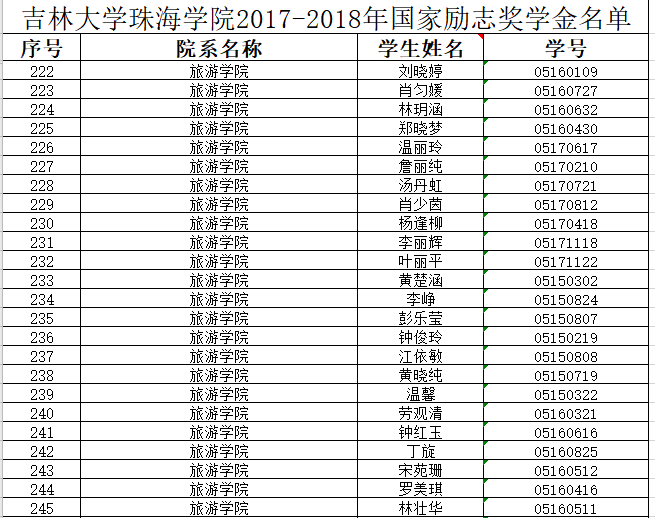 吉林大学珠海学院2017-2018年国家励志奖学金名单
序号 院系名称 学生姓名 学号
222 旅游学院 刘晓婷 05160109
223 旅游学院 肖匀媛 05160727
224 旅游学院 林玥涵 05160632
225 旅游学院 郑晓梦 05160430
226 旅游学院 温丽玲 05170617
227 旅游学院 詹丽纯 05170210
228 旅游学院 汤丹虹 05170721
229 旅游学院 肖少茵 05170812
230 旅游学院 杨逢柳 05170418
231 旅游学院 李丽辉 05171118
232 旅游学院 叶丽平 05171122
233 旅游学院 黄楚涵 05150302
234 旅游学院 李峥 05150824
235 旅游学院 彭乐莹 05150807
236 旅游学院 钟俊玲 05150219
237 旅游学院 江依敏 05150808
238 旅游学院 黄晓纯 05150719
239 旅游学院 温馨 05150322
240 旅游学院 劳观清 05160321
241 旅游学院 钟红玉 05160616
242 旅游学院 丁旋 05160825
243 旅游学院 宋苑珊 05160512
244 旅游学院 罗美琪 05160416
245 旅游学院 林壮华 05160511